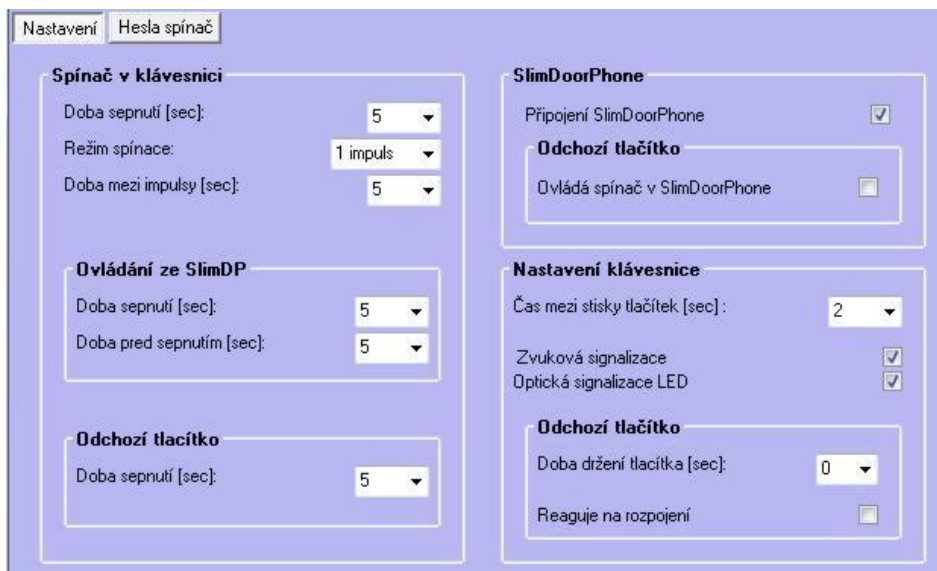 Nastavení
Hesla spínač
Spínač v klávesnici
Doba sepnutí [sec]:
5
Režim spínace:
1 impuls
Doba mezi impulsy [sec]:
5
Ovládání ze SlimDP
Doba sepnutí [sec]:
5
Doba pred sepnutím [sec]:
5
Odchozí tlacítko
Doba sepnutí [sec]:
5
SlimDoorPhone
Připojení SlimDoorPhone
Odchozí tlačítko
Ovládá spínač v SlimDoorPhone
Nastavení klávesnice
Čas mezi stisky tlačítek [sec] :
2
Zvuková signalizace
Optická signalizace LED
Odchozí tlačítko
Doba držení tlacítka [sec]:
0
Reaguje na rozpojení